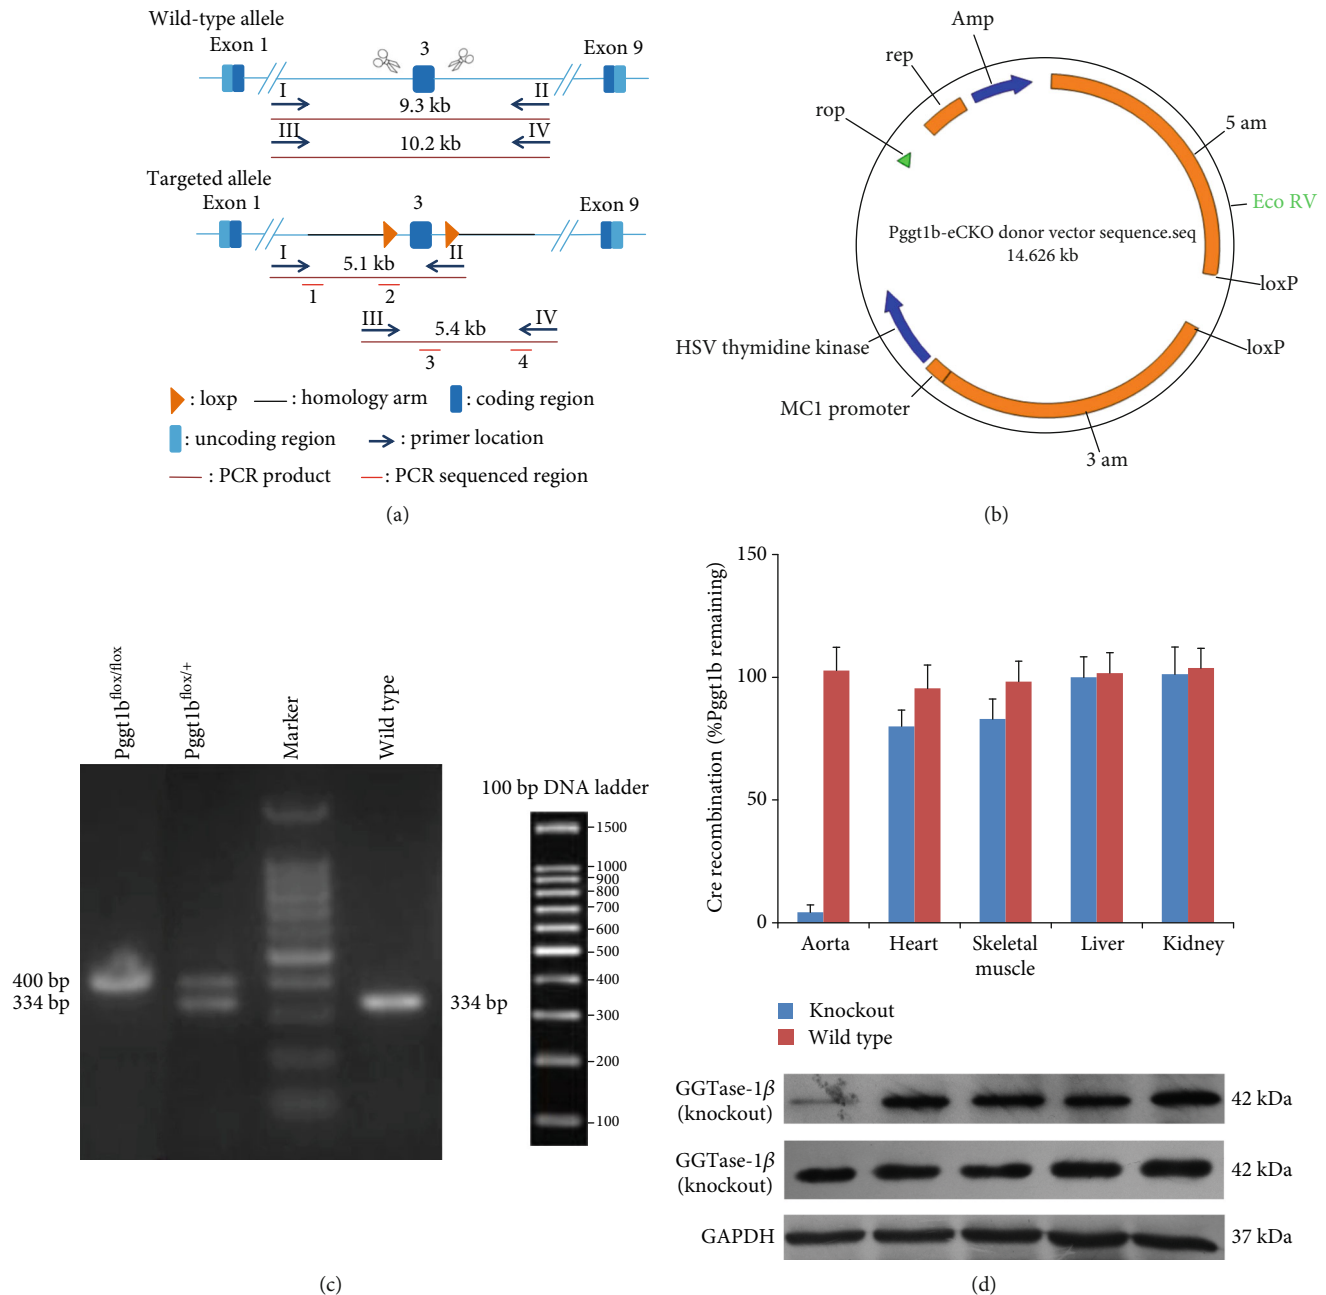 Wild-type allele
Exon 1
3
Exon 9
I
9.3 kb
II
III
10.2 kb
IV
Targeted allele
Exon 1
3
Exon 9
I
5.1 kb
II
1
2
III
5.4 kb
IV
3
4
: loxp
: homology arm
: coding region
: uncoding region
: primer location
: PCR product
: PCR sequenced region
(a)
Amp
rep
rop
5 am
Eco RV
Pggt1b-eCKO donor vector sequence.seq
14.626 kb
loxP
loxP
HSV thymidine kinase
MC1 promoter
3 am
(b)
Pggt1bflox/flox
Pggt1bflox/+
Marker
Wild type
400 bp
334 bp
334 bp
100 bp DNA ladder
1500
1000
900
800
700
600
500
400
300
200
100
(c)
Cre recombination (%Pggt1b remaining)
150
100
50
0
Aorta
Heart
Skeletal
muscle
Liver
Kidney
Knockout
Wild type
GGTase-1β
(knockout)
42 kDa
GGTase-1β
(knockout)
42 kDa
GAPDH
37 kDa
(d)